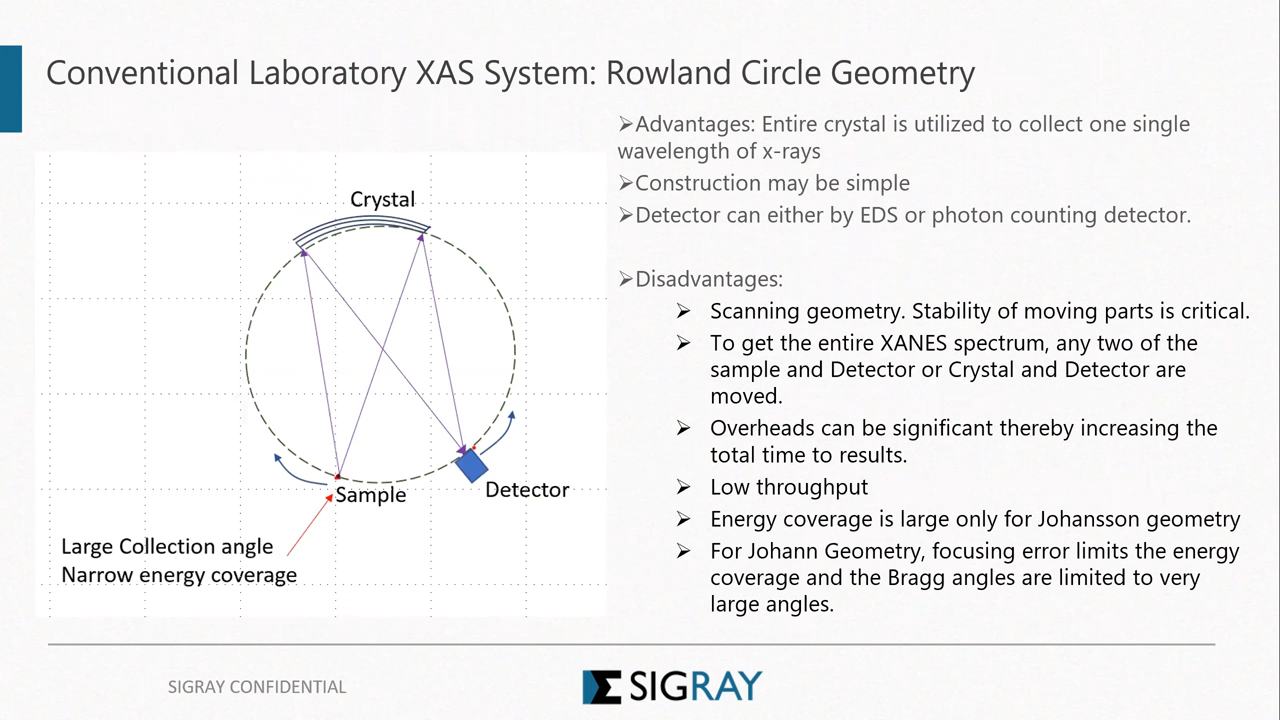 Conventional Laboratory XAS System: Rowland Circle Geometry
Crystal
Sample
Detector
Large Collection angle
Narrow energy coverage
➢Advantages: Entire crystal is utilized to collect one single
wavelength of x-rays
➢Construction may be simple
➢Detector can either by EDS or photon counting detector.
➢Disadvantages:
➢ Scanning geometry. Stability of moving parts is critical.
➢ To get the entire XANES spectrum, any two of the
sample and Detector or Crystal and Detector are
moved.
➢ Overheads can be significant thereby increasing the
total time to results.
➢ Low throughput
➢ Energy coverage is large only for Johansson geometry
➢ For Johann Geometry, focusing error limits the energy
coverage and the Bragg angles are limited to very
large angles.
SIGRAY CONFIDENTIAL
SIGRAY